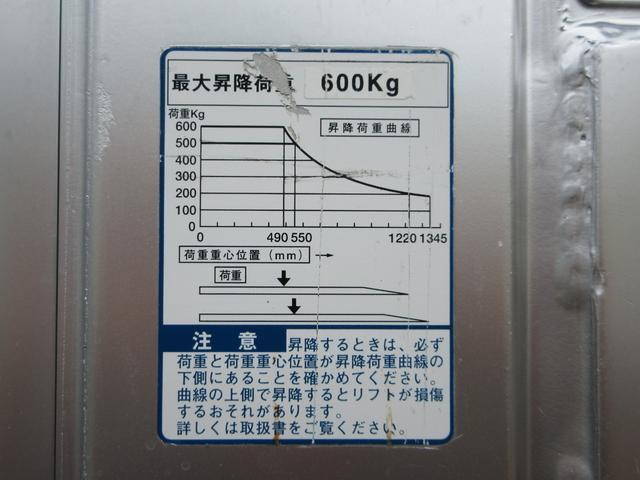 最大昇降荷重 600Kg
荷重Kg
昇降荷重曲線
600
500
400
300
200
100
0
0 490 550 1220 1345
荷重重心位置（mm）→
荷重
注意 昇降するときは、必ず
荷重と荷重重心位置が昇降荷重曲線の
下側にあることを確かめてください。
曲線の上側で昇降するとリフトが損傷
するおそれがあります。
詳しくは取扱書をご覧ください。